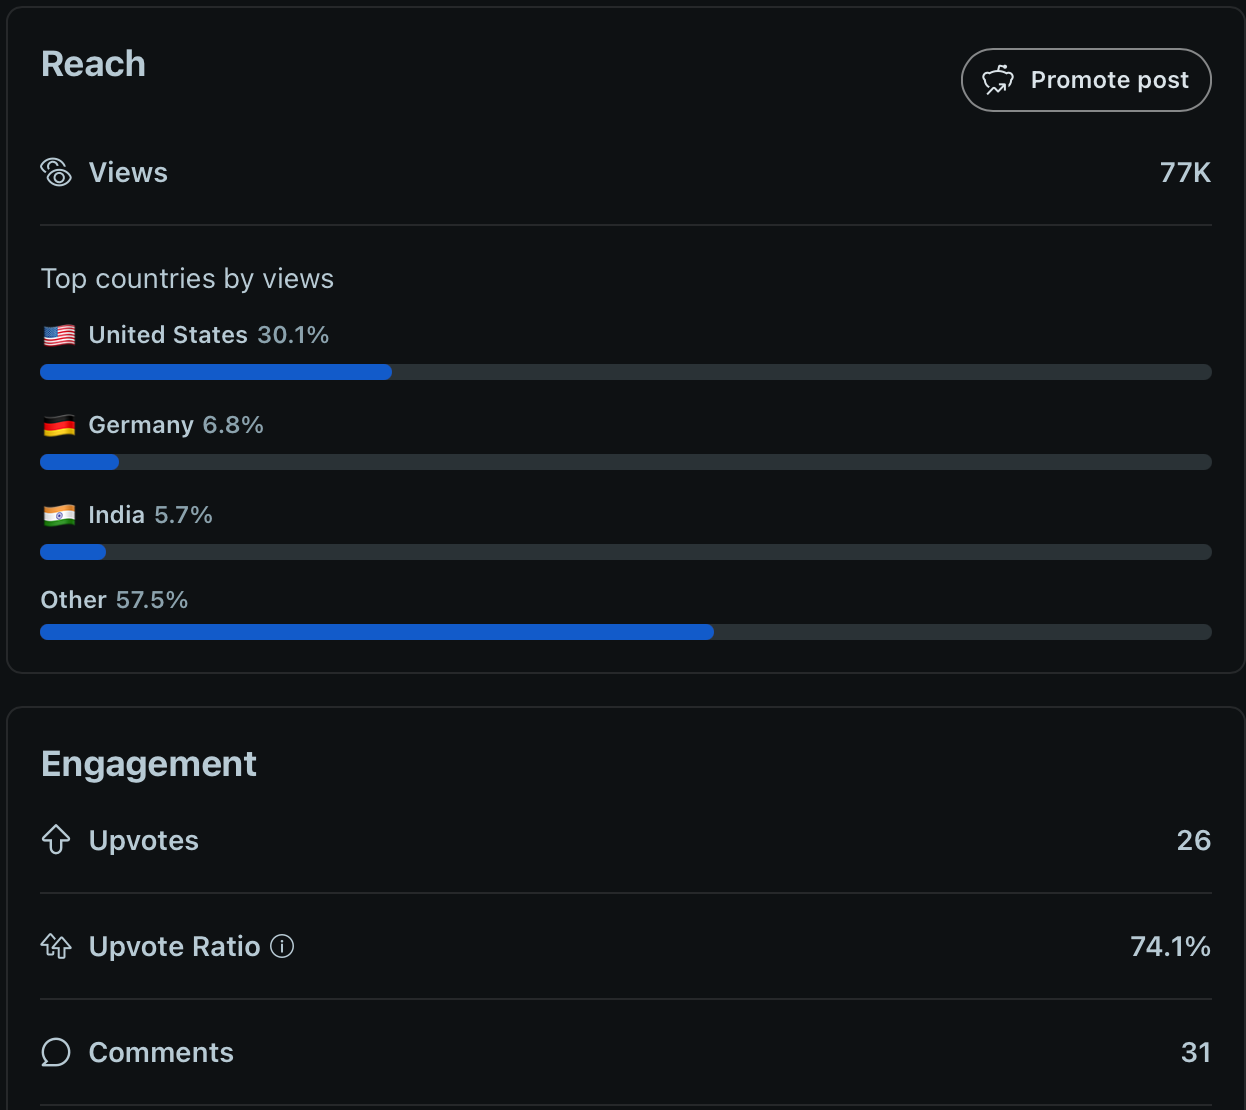 Reach
Promote post
Views 77K
Top countries by views
United States 30.1%
Germany 6.8%
India 5.7%
Other 57.5%
Engagement
Upvotes 26
Upvote Ratio 74.1%
Comments 31